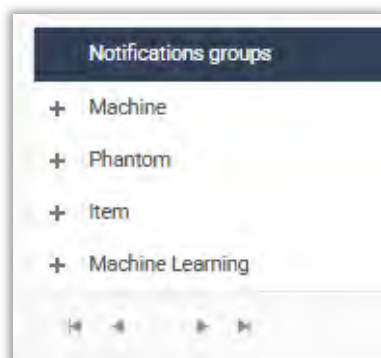 Notifications groups
Machine
Phantom
Item
Machine Learning